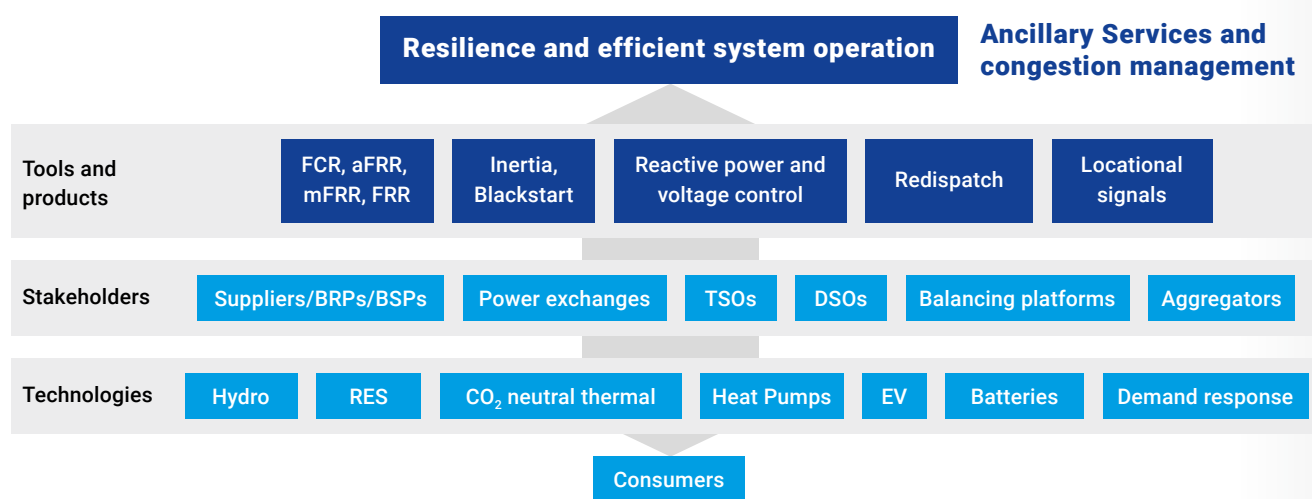 Resilience and efficient system operation
Ancillary Services and
congestion management
Tools and
products
FCR, aFRR,
mFRR, FRR
Inertia,
Blackstart
Reactive power and
voltage control
Redispatch
Locational
signals
Stakeholders
Suppliers/BRPs/BSPs
Power exchanges
TSOs
DSOs
Balancing platforms
Aggregators
Technologies
Hydro
RES
CO₂ neutral thermal
Heat Pumps
EV
Batteries
Demand response
Consumers